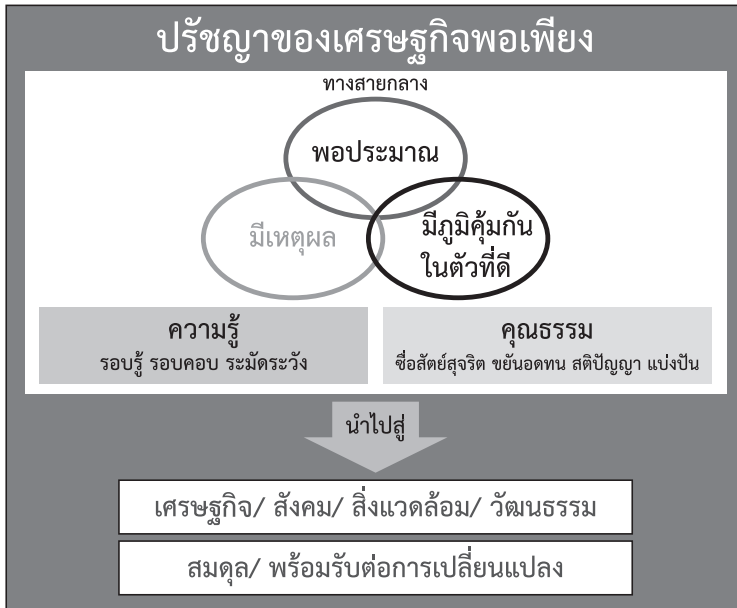 ปรัชญาของเศรษฐกิจพอเพียง
ทางสายกลาง
พอประมาณ
มีเหตุผล
มีภูมิคุ้มกัน
ในตัวที่ดี
ความรู้
รอบรู้ รอบคอบ ระมัดระวัง
คุณธรรม
ซื่อสัตย์สุจริต ขยันอดทน สติปัญญา แบ่งปัน
นำไปสู่
เศรษฐกิจ/ สังคม/ สิ่งแวดล้อม/ วัฒนธรรม
สมดุล/ พร้อมรับต่อการเปลี่ยนแปลง